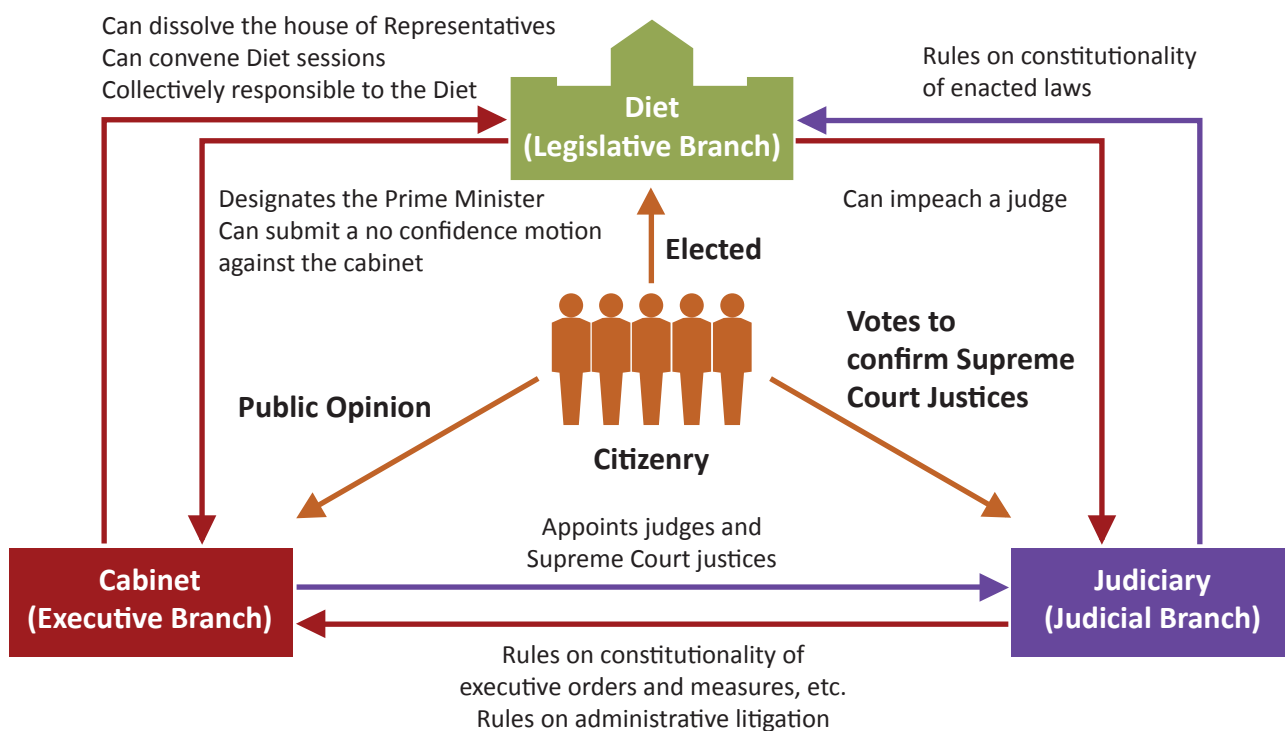 Can dissolve the house of Representatives
Can convene Diet sessions
Collectively responsible to the Diet
Diet
(Legislative Branch)
Rules on constitutionality
of enacted laws
Designates the Prime Minister
Can submit a no confidence motion
against the cabinet
Can impeach a judge
Elected
Votes to
confirm Supreme
Court Justices
Public Opinion
Citizenry
Appoints judges and
Supreme Court justices
Cabinet
(Executive Branch)
Judiciary
(Judicial Branch)
Rules on constitutionality of
executive orders and measures, etc.
Rules on administrative litigation